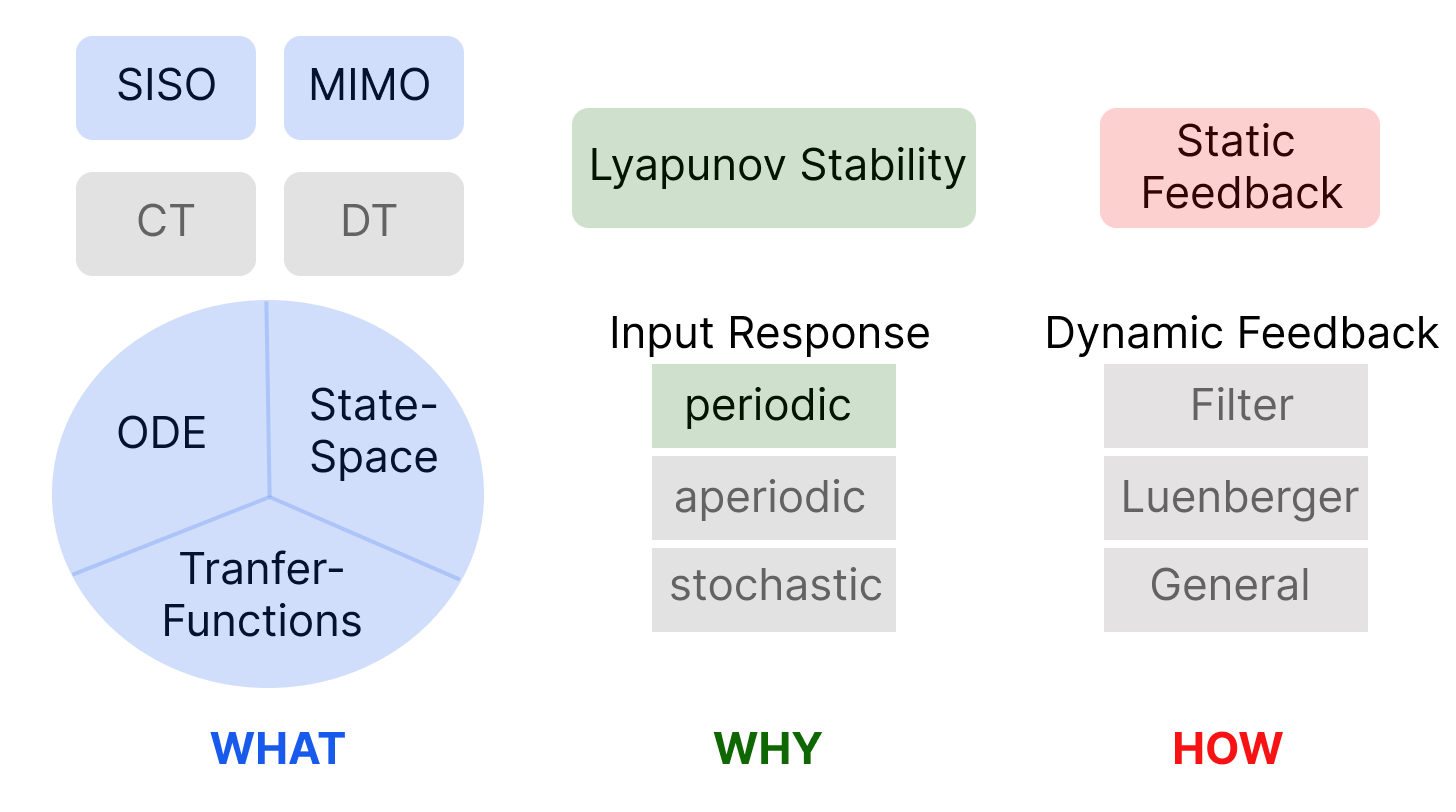 SISO
MIMO
CT
DT
ODE
State-
Space
Tranfer-
Functions
WHAT
Lyapunov Stability
Input Response
periodic
aperiodic
stochastic
WHY
Static
Feedback
Dynamic Feedback
Filter
Luenberger
General
HOW